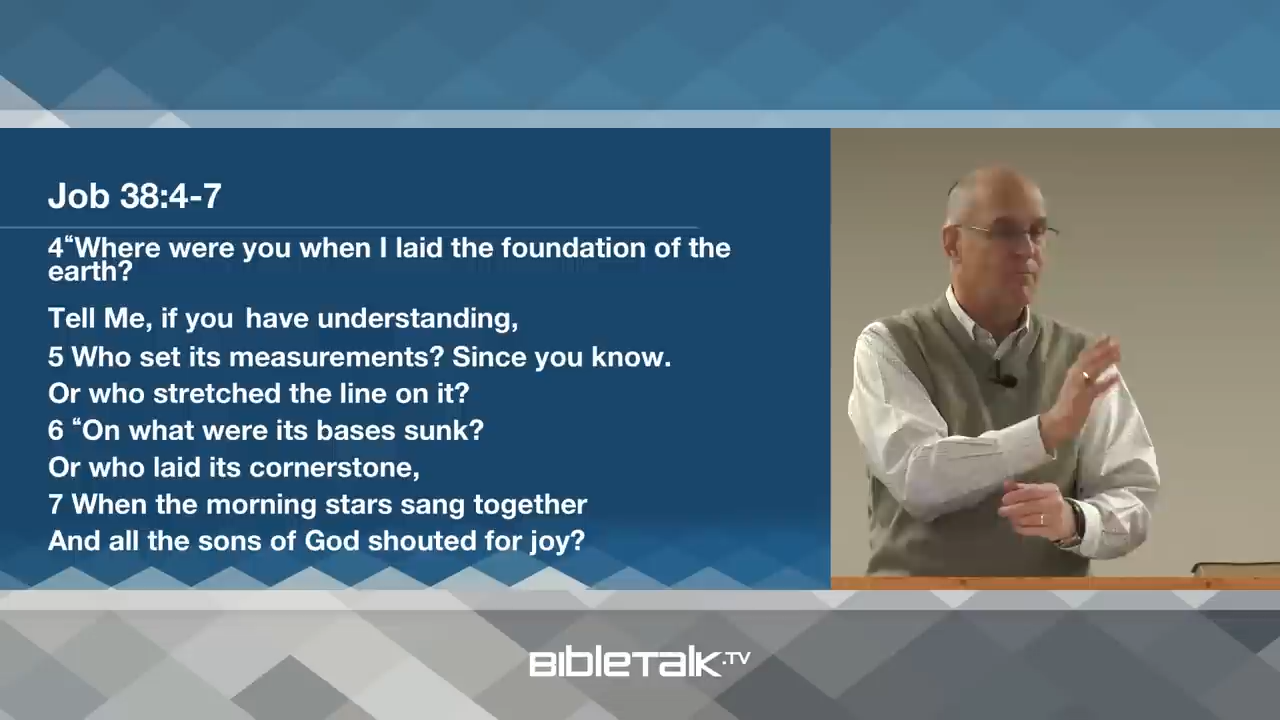 Job 38:4-7
4“Where were you when I laid the foundation of the
earth?
Tell Me, if you have understanding,
5 Who set its measurements? Since you know.
Or who stretched the line on it?
6 “On what were its bases sunk?
Or who laid its cornerstone,
7 When the morning stars sang together
And all the sons of God shouted for joy?
BIBLETALK.TV